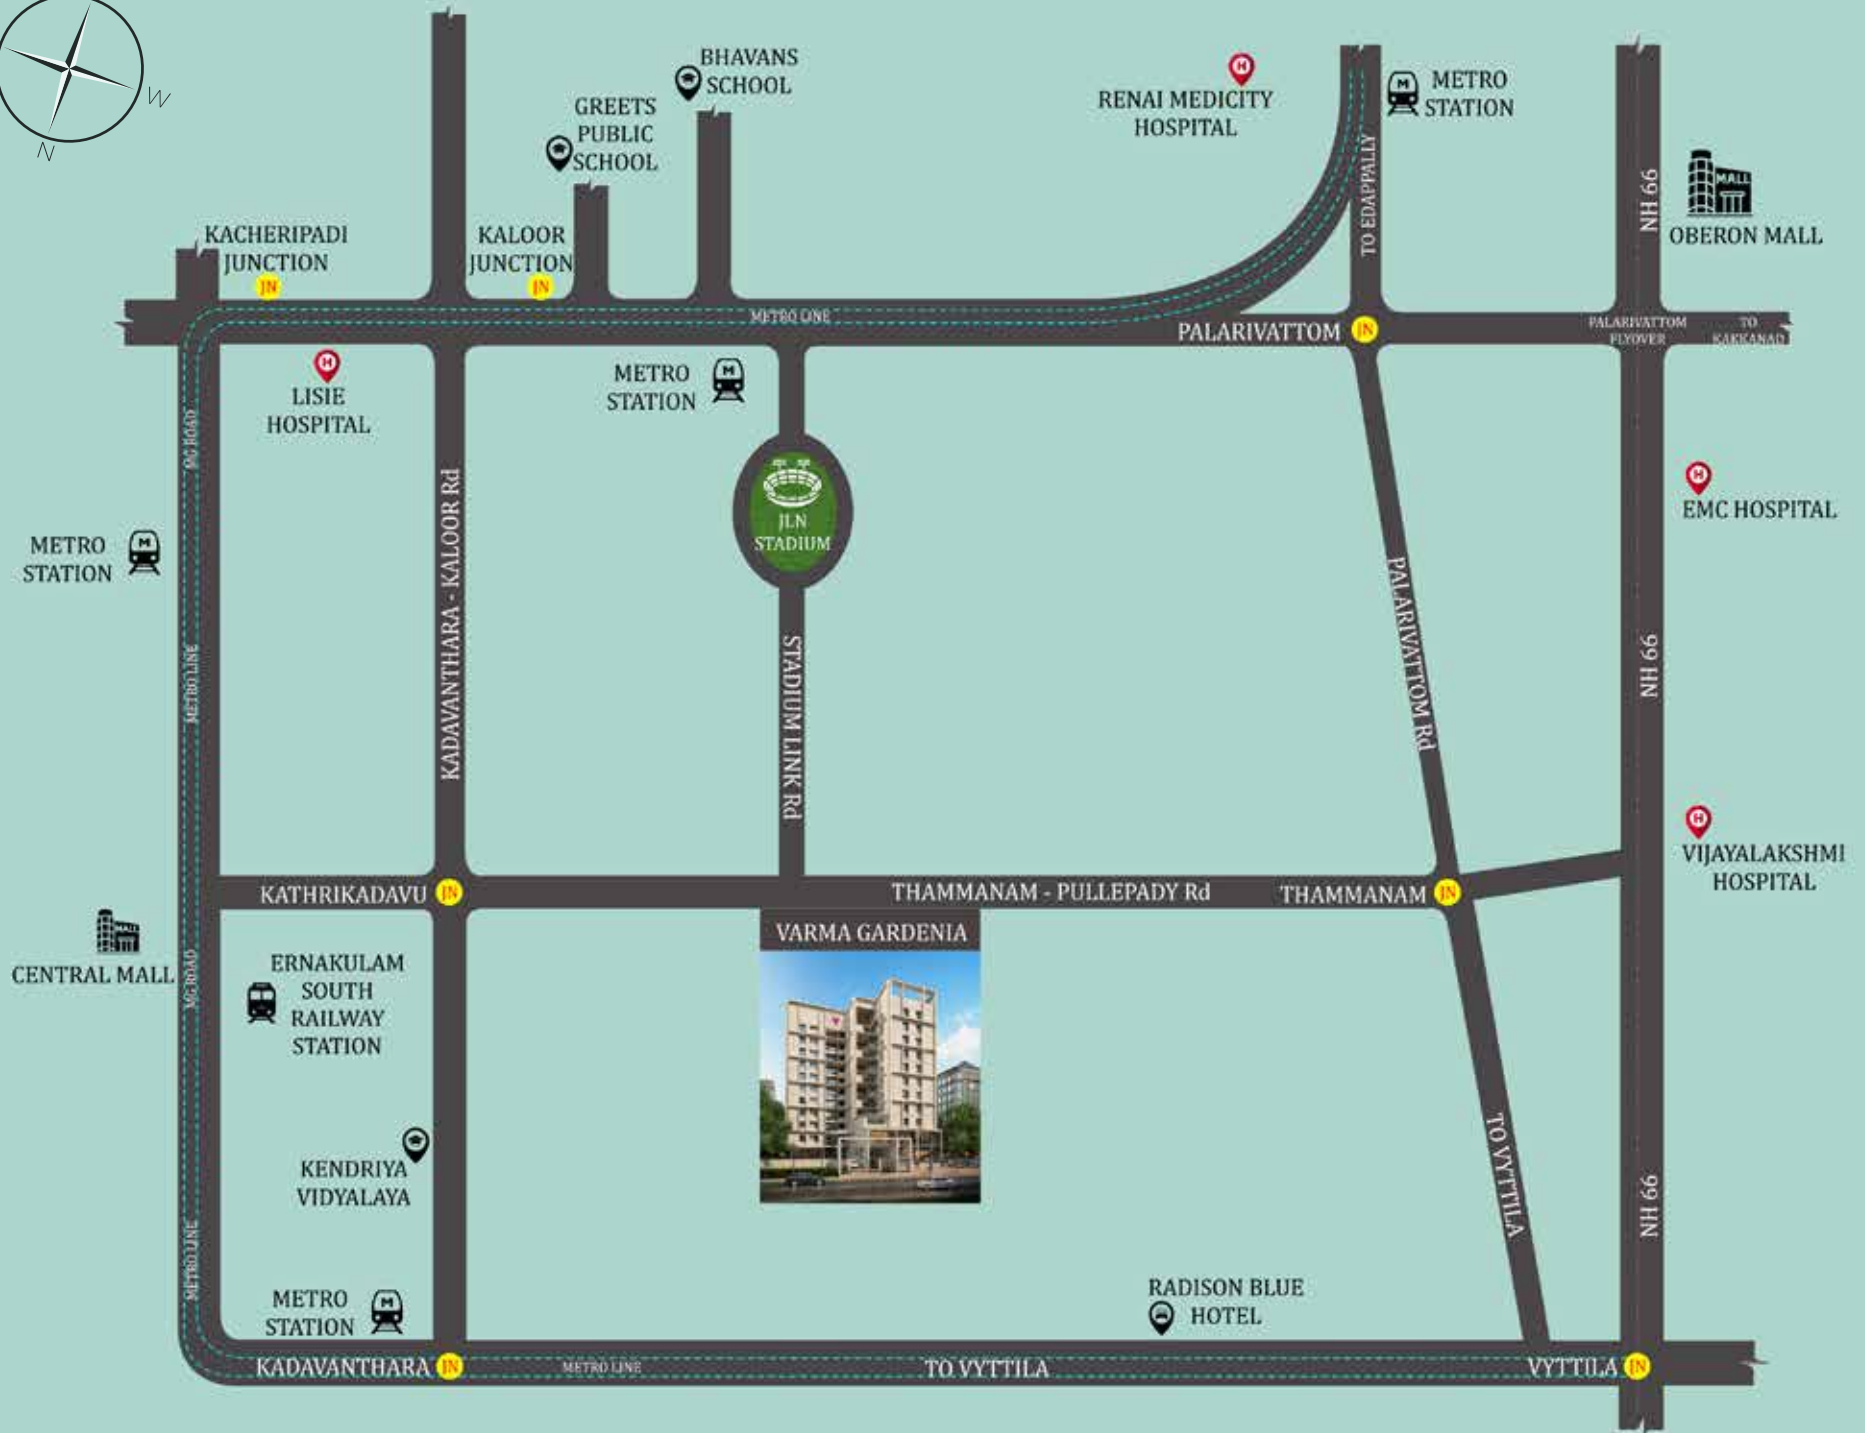 W
N
BHAVANS
SCHOOL
GREETS
PUBLIC
SCHOOL
H
RENAI MEDICITY
HOSPITAL
M
METRO
STATION
TO EDAPPALLY
NH 66
MALL
OBERON MALL
KACHERIPADI
JUNCTION
JN
KALOOR
JUNCTION
JN
METRO LINE
PALARIVATTOM
JN
PALARIVATTOM
FLYOVER
TO
KAKKANAD
H
LISIE
HOSPITAL
METRO
STATION
M
MG ROAD
JLN
STADIUM
H
EMC HOSPITAL
METRO
STATION
M
METRO LINE
KADAVANTHARA - KALOOR Rd
STADIUM LINK Rd
PALARIVATTOM Rd
NH 66
H
VIJAYALAKSHMI
HOSPITAL
KATHRIKADAVU
JN
THAMMANAM - PULLEPADY Rd
THAMMANAM
JN
VARMA GARDENIA
MALL
CENTRAL MALL
MG ROAD
ERNAKULAM
SOUTH
RAILWAY
STATION
KENDRIYA
VIDYALAYA
TO VYTTILA
NH 66
METRO LINE
METRO
STATION
M
RADISON BLUE
HOTEL
KADAVANTHARA
JN
METRO LINE
TO VYTTILA
VYTTILA
JN